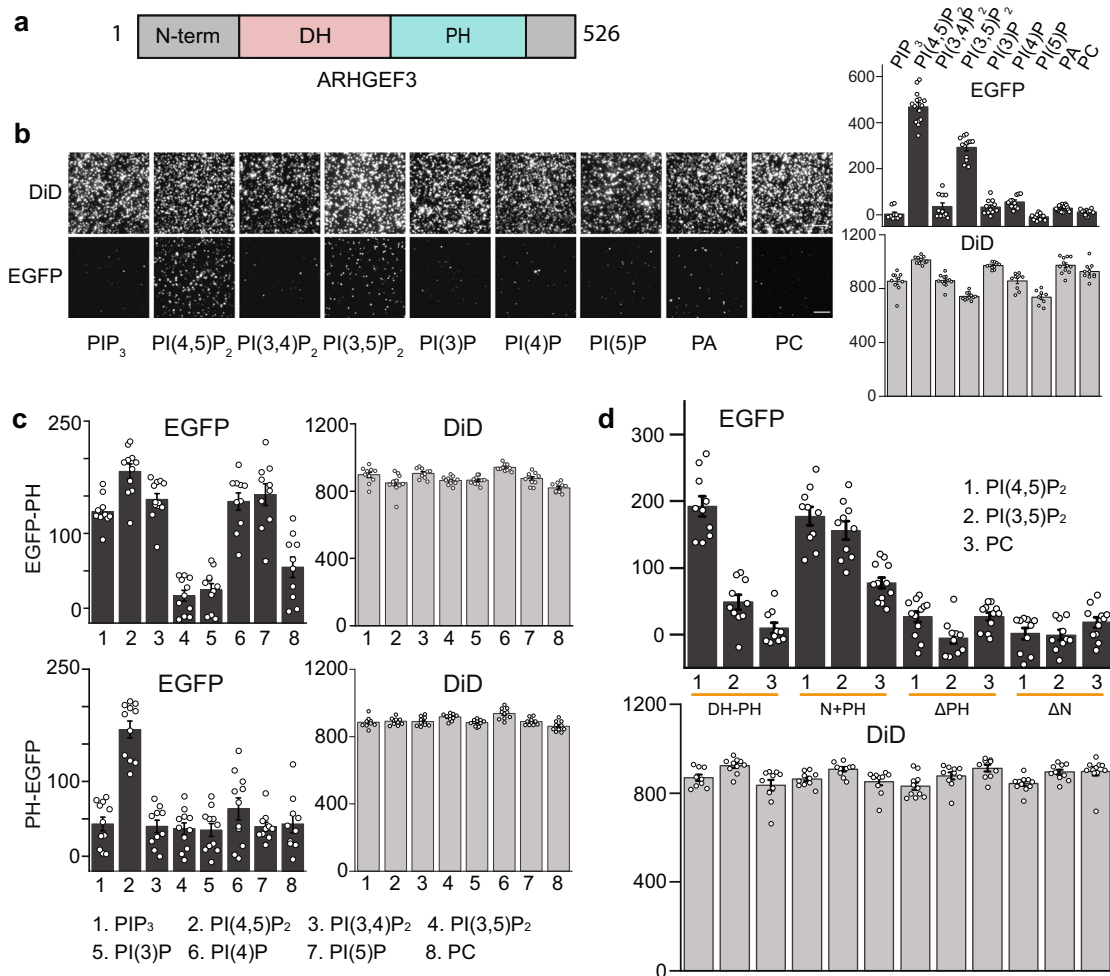 a
1 N-term DH PH 526
ARHGEF3
b
DiD
EGFP
PIP3 PI(4,5)P2 PI(3,4)P2 PI(3,5)P2 PI(3)P PI(4)P PI(5)P PA PC
PIP3 PI(4,5)P2 PI(3,4)P2 PI(3,5)P2 PI(3)P PI(4)P PI(5)P PA PC
EGFP
600
400
200
0
DiD
1200
800
400
0
c
EGFP-PH
EGFP
250
150
100
50
0
1 2 3 4 5 6 7 8
DiD
1200
800
400
0
1 2 3 4 5 6 7 8
PH-EGFP
EGFP
250
150
100
50
0
1 2 3 4 5 6 7 8
DiD
1200
900
600
300
0
1 2 3 4 5 6 7 8
1. PIP3 2. PI(4,5)P2 3. PI(3,4)P2 4. PI(3,5)P2
5. PI(3)P 6. PI(4)P 7. PI(5)P 8. PC
d
EGFP
300
200
100
0
1. PI(4,5)P2
2. PI(3,5)P2
3. PC
1 2 3 1 2 3 1 2 3 1 2 3
DH-PH N+PH ΔPH ΔN
DiD
1200
800
400
0